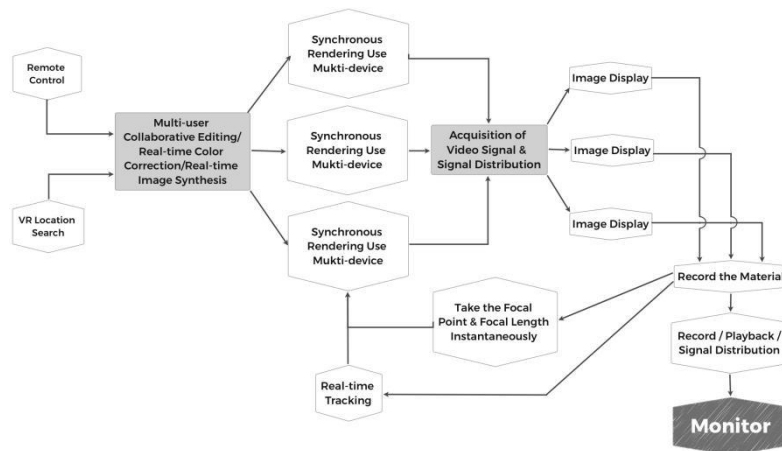 Remote
Control
VR Location
Search
Multi-user
Collaborative Editing/
Real-time Color
Correction/Real-time
Image Synthesis
Synchronous
Rendering Use
Mukti-device
Synchronous
Rendering Use
Mukti-device
Synchronous
Rendering Use
Mukti-device
Acquisition of
Video Signal &
Signal Distribution
Image Display
Image Display
Image Display
Record the Material
Take the Focal
Point & Focal Length
Instantaneously
Real-time
Tracking
Record / Playback /
Signal Distribution
Monitor